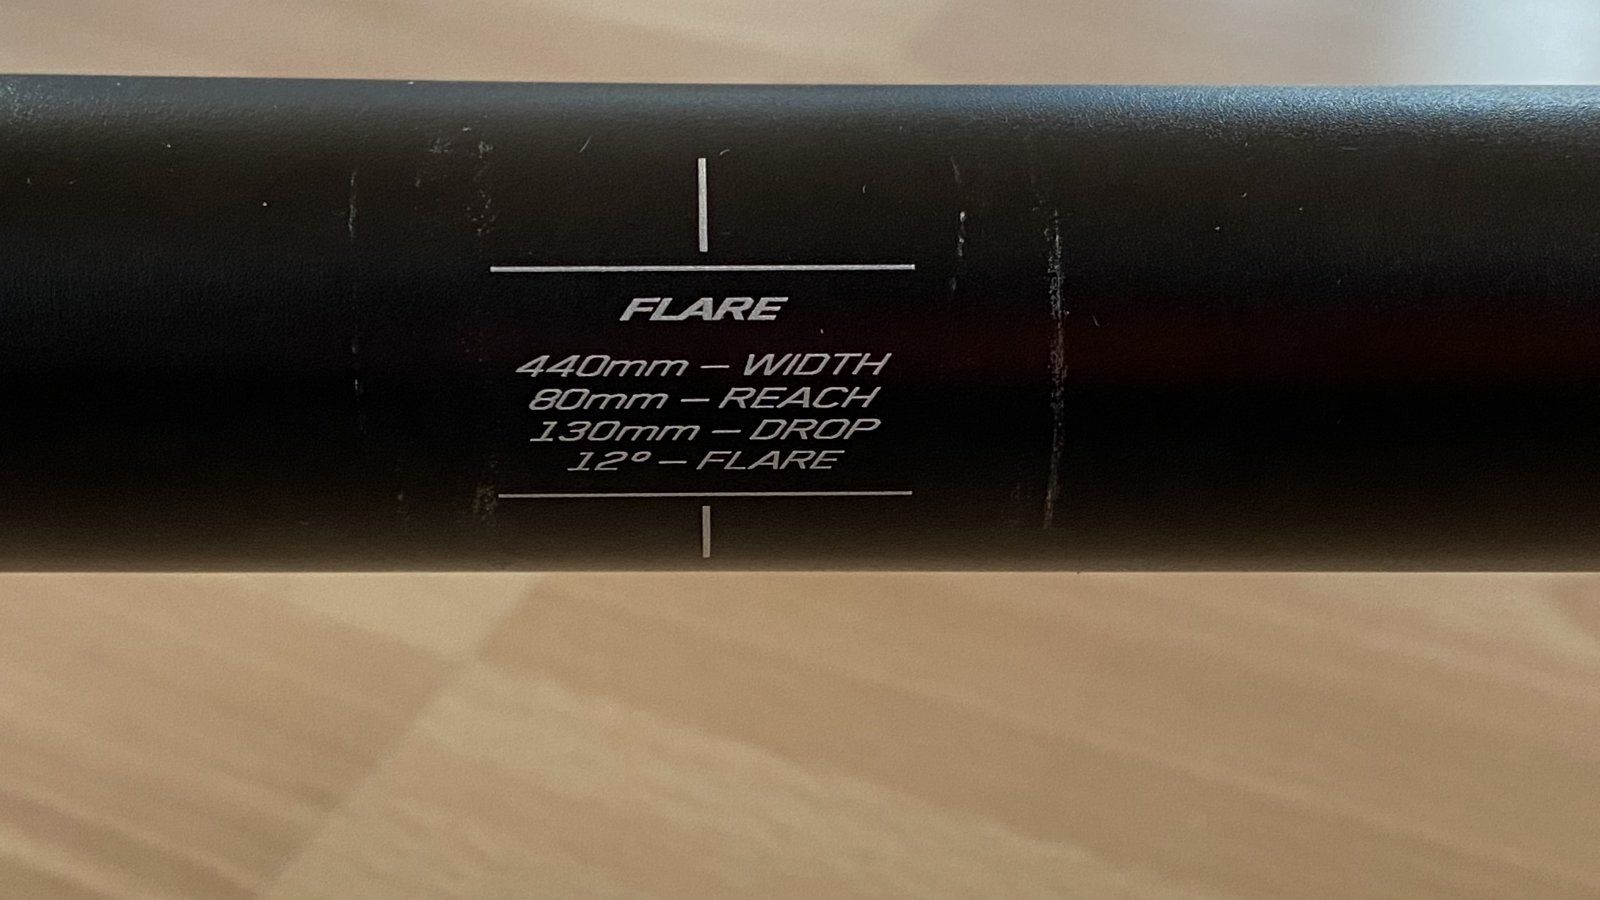 FLARE
440mm – WIDTH
80mm – REACH
130mm – DROP
12° – FLARE